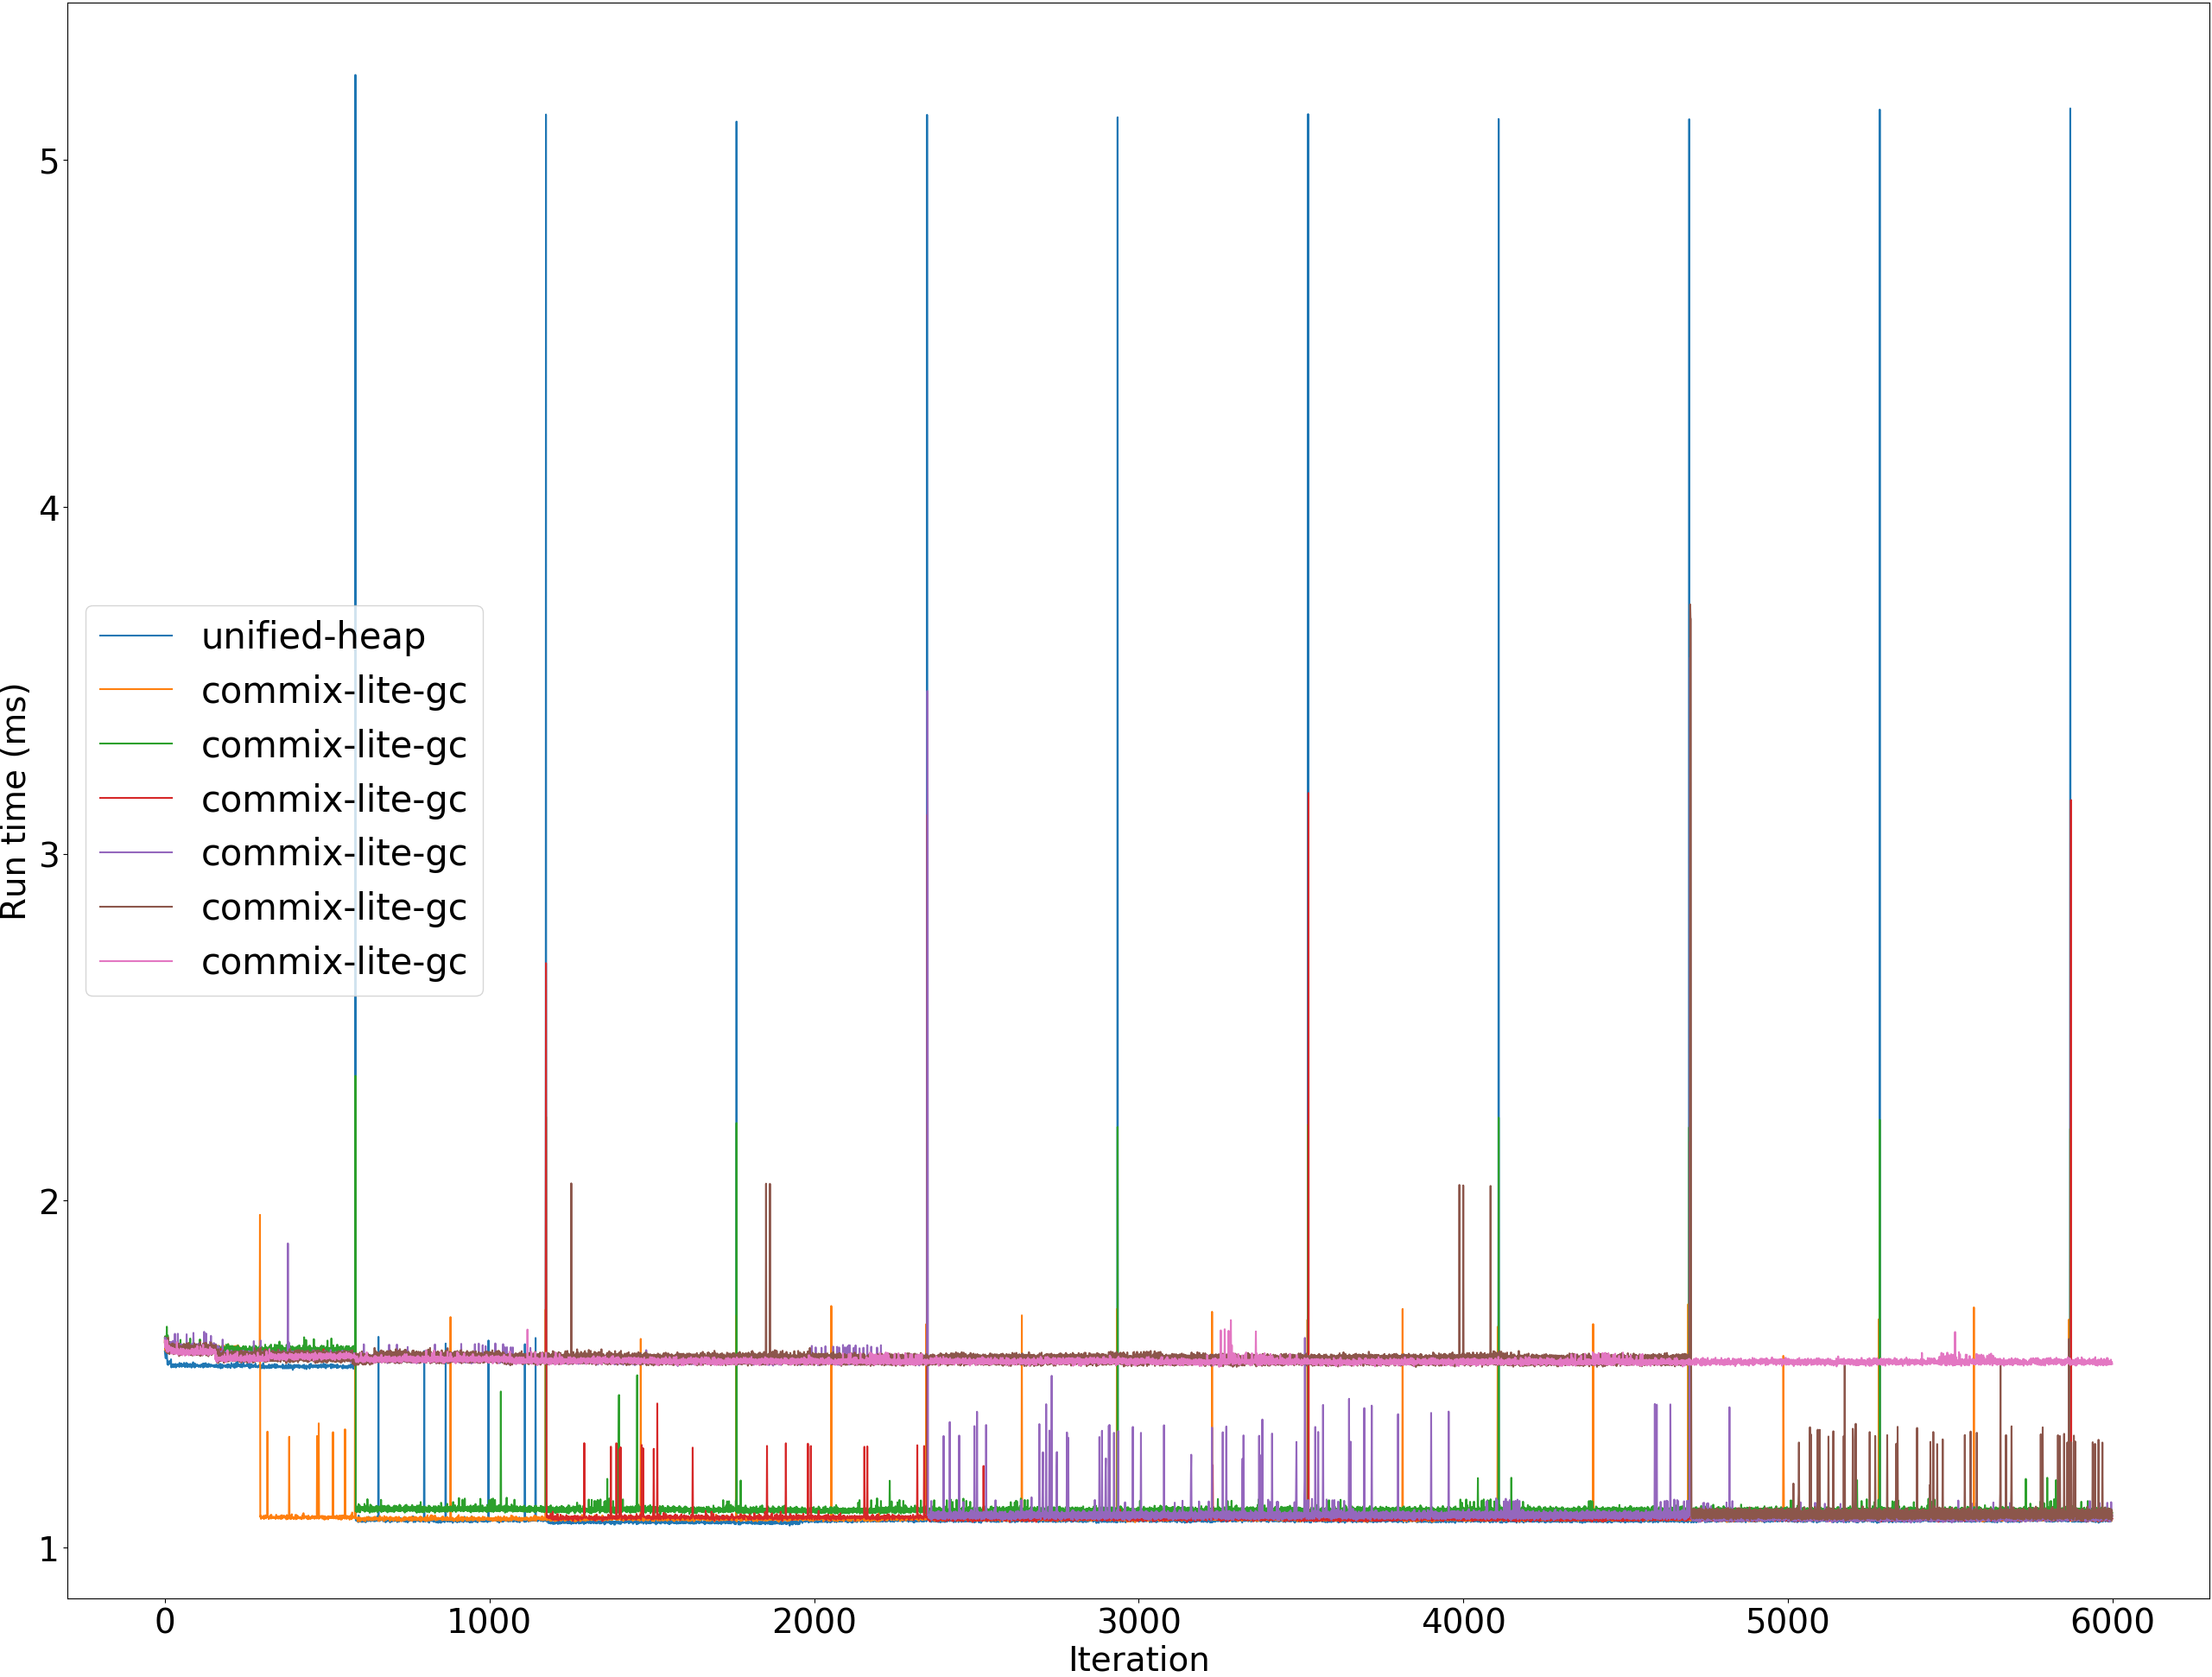 5
4
3
2
1
Run time (ms)
unified-heap
commix-lite-gc
commix-lite-gc
commix-lite-gc
commix-lite-gc
commix-lite-gc
commix-lite-gc
0 1000 2000 3000 4000 5000 6000
Iteration